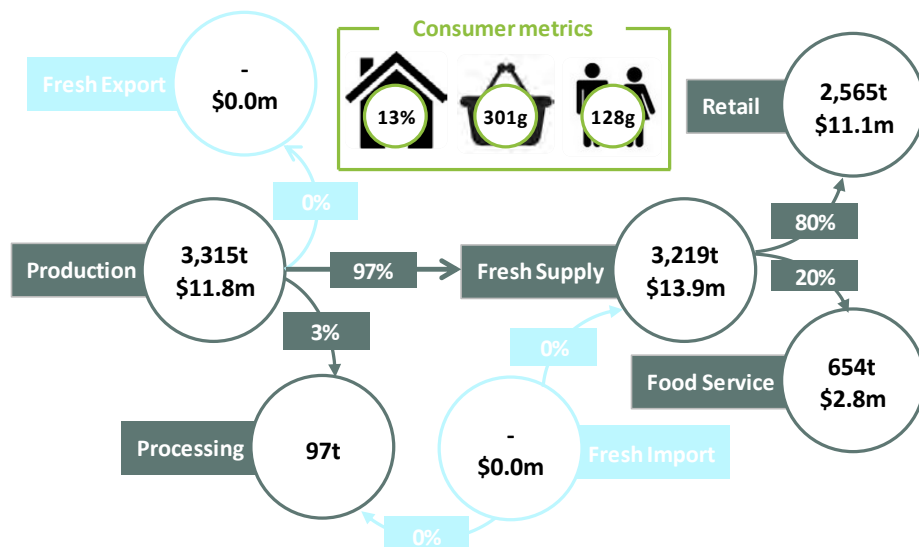 Consumer metrics
13%
301g
128g
Fresh Export
-
$0.0m
Retail
2,565t
$11.1m
0%
80%
Production
3,315t
$11.8m
97%
Fresh Supply
3,219t
$13.9m
20%
3%
0%
Food Service
654t
$2.8m
Processing
97t
-
$0.0m
Fresh Import
0%